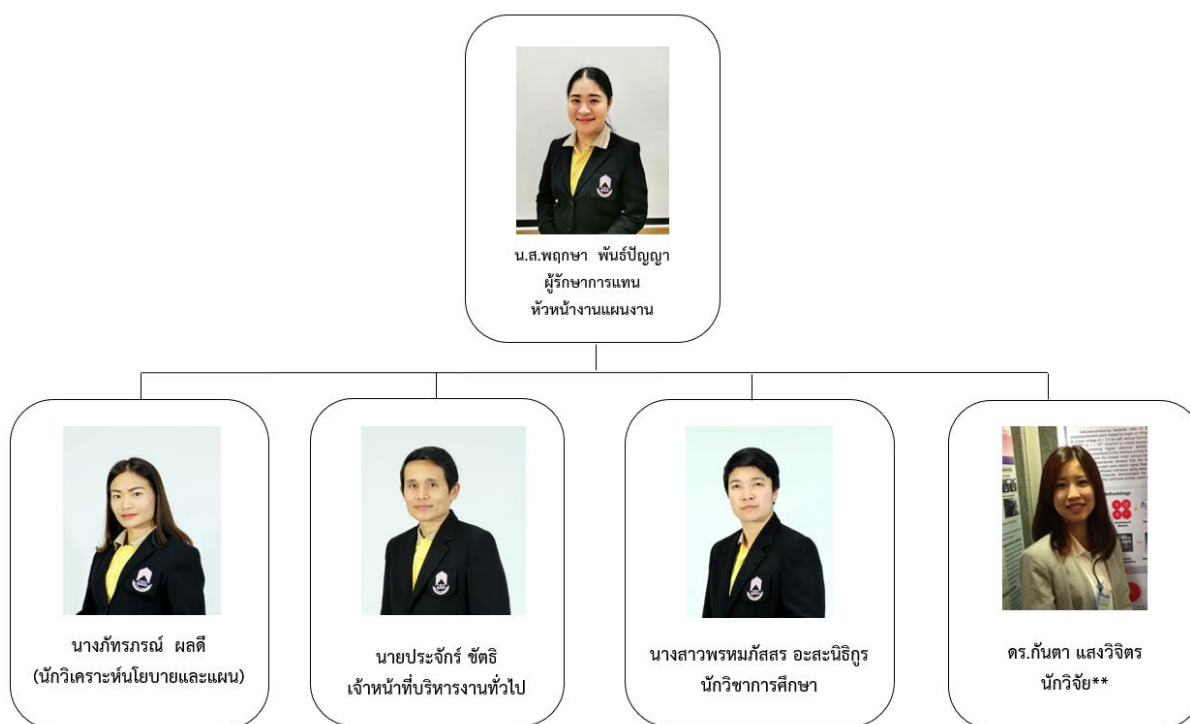 น.ส.พฤกษา พันธ์ปัญญา
ผู้รักษาการแทน
หัวหน้างานแผนงาน
นางภัทรภรณ์ ผลดี
(นักวิเคราะห์นโยบายและแผน)
นายประจักร์ ขัตธิ
เจ้าหน้าที่บริหารงานทั่วไป
นางสาวพรหมภัสสร อะสะนิธิกูร
นักวิชาการศึกษา
ดร.กันตา แสงวิจิตร
นักวิจัย**